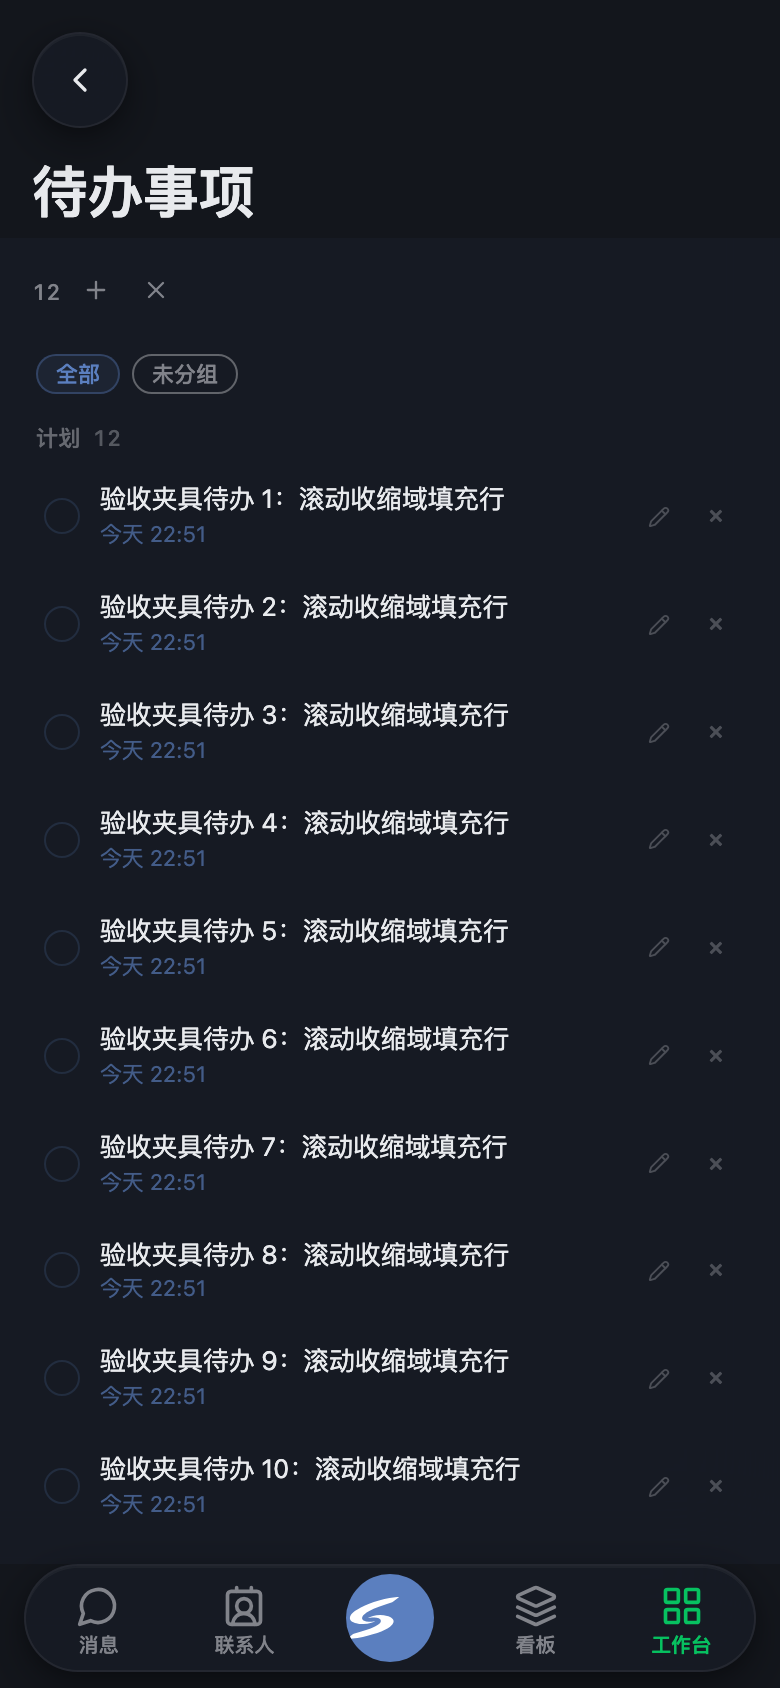 待办事项
12
全部 未分组
计划 12
验收夹具待办 1：滚动收缩域填充行
今天 22:51
验收夹具待办 2：滚动收缩域填充行
今天 22:51
验收夹具待办 3：滚动收缩域填充行
今天 22:51
验收夹具待办 4：滚动收缩域填充行
今天 22:51
验收夹具待办 5：滚动收缩域填充行
今天 22:51
验收夹具待办 6：滚动收缩域填充行
今天 22:51
验收夹具待办 7：滚动收缩域填充行
今天 22:51
验收夹具待办 8：滚动收缩域填充行
今天 22:51
验收夹具待办 9：滚动收缩域填充行
今天 22:51
验收夹具待办 10：滚动收缩域填充行
今天 22:51
消息 联系人 看板 工作台